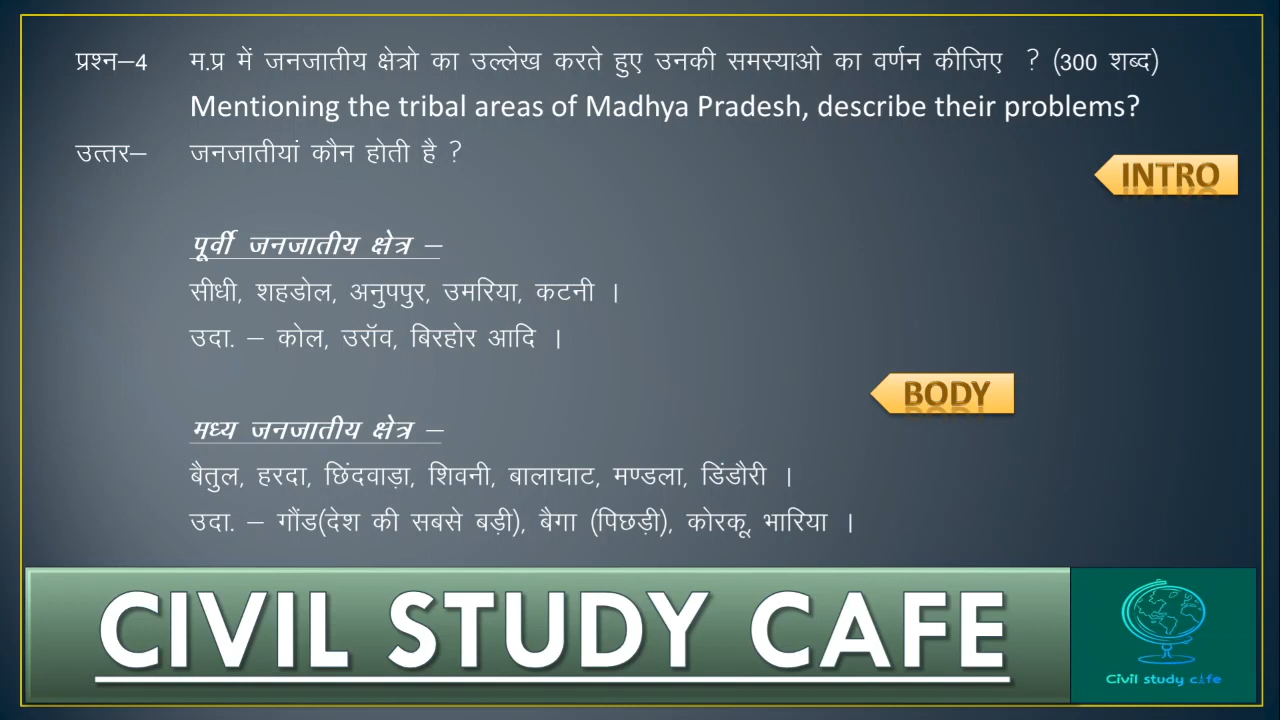 प्रश्न–4 म.प्र में जनजातीय क्षेत्रो का उल्लेख करते हुए उनकी समस्याओ का वर्णन कीजिए ? (300 शब्द)
Mentioning the tribal areas of Madhya Pradesh, describe their problems?
उत्तर– जनजातीयां कौन होती है ?
INTRO
पूर्वी जनजातीय क्षेत्र –
सीधी, शहडोल, अनुपपुर, उमरिया, कटनी ।
उदा. – कोल, उरॉव, बिरहोर आदि ।
BODY
मध्य जनजातीय क्षेत्र –
बैतुल, हरदा, छिंदवाड़ा, शिवनी, बालाघाट, मण्डला, डिंडौरी ।
उदा. – गौंड(देश की सबसे बड़ी), बैगा (पिछड़ी), कोरकू, भारिया ।
CIVIL STUDY CAFE
Civil study cafe